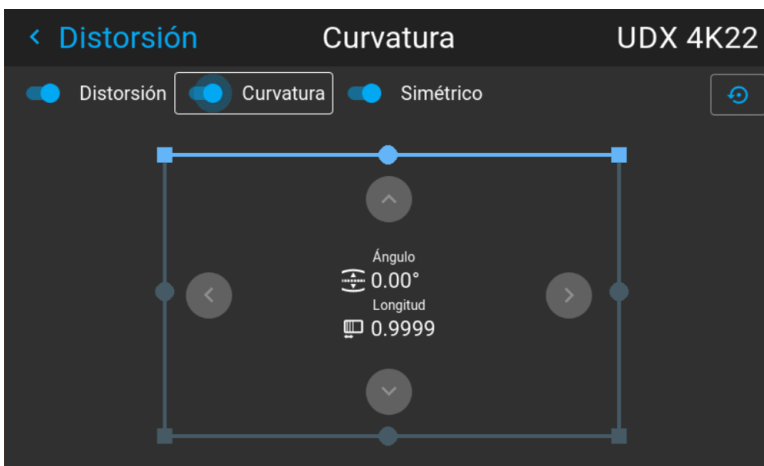 Distorsión Curvatura UDX 4K22
Distorsión Curvatura Simétrico
Ángulo
0.00°
Longitud
0.9999